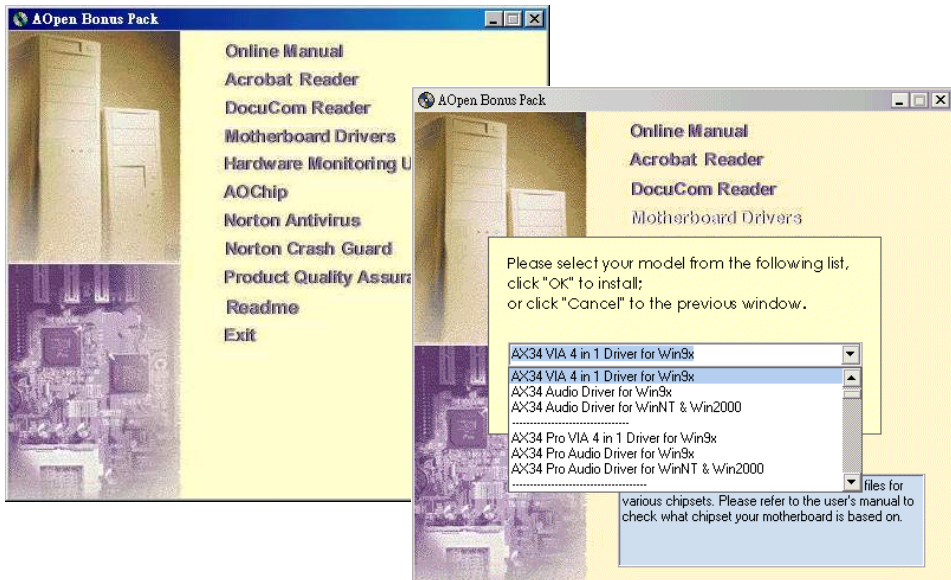 AOpen Bonus Pack
Online Manual
Acrobat Reader
DocuCom Reader
Motherboard Drivers
Hardware Monitoring U
AOChip
Norton Antivirus
Norton Crash Guard
Product Quality Assura
Readme
Exit
AOpen Bonus Pack
Online Manual
Acrobat Reader
DocuCom Reader
Motherboard Drivers
Please select your model from the following list,
click "OK" to install;
or click "Cancel" to the previous window.
AX34 VIA 4 in 1 Driver for Win9x
AX34 VIA 4 in 1 Driver for Win9x
AX34 Audio Driver for Win9x
AX34 Audio Driver for WinNT & Win2000
--------------------------------
AX34 Pro VIA 4 in 1 Driver for Win9x
AX34 Pro Audio Driver for Win9x
AX34 Pro Audio Driver for WinNT & Win2000
-------------------------------------
files for
various chipsets. Please refer to the user's manual to
check what chipset your motherboard is based on.